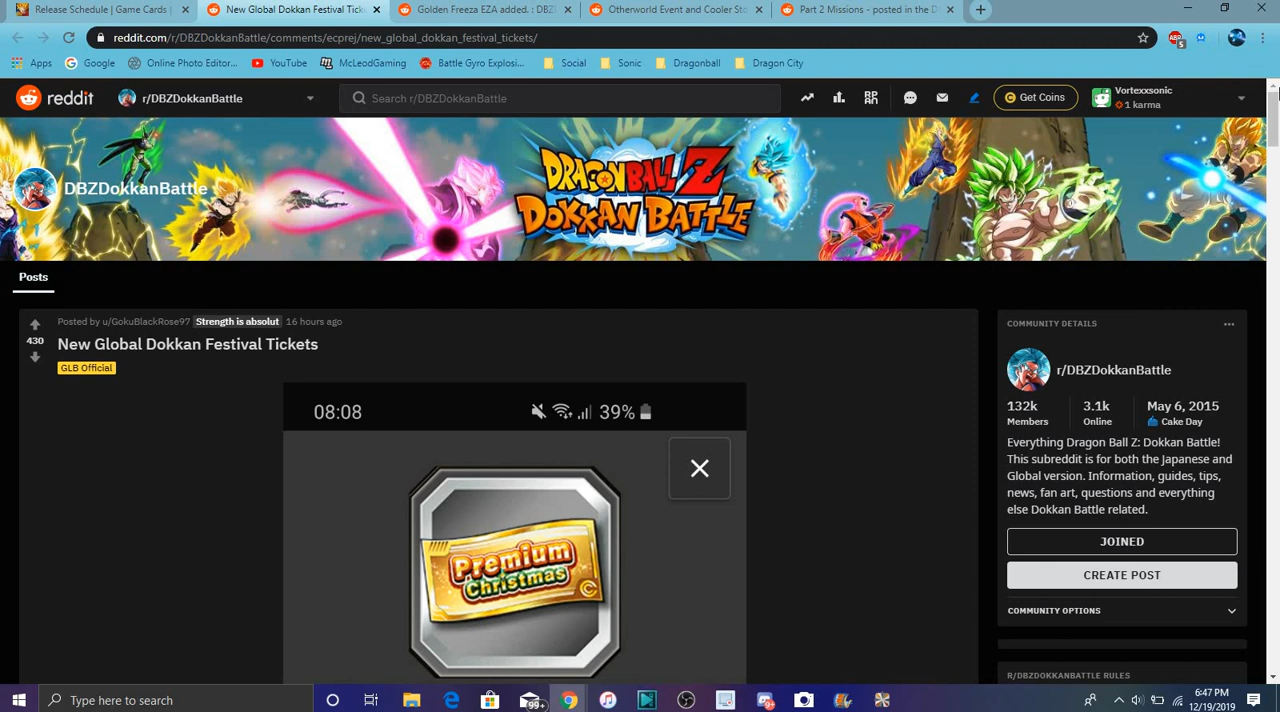 Release Schedule | Game Cards |
New Global Dokkan Festival Tick
Golden Freeza EZA added. : DBZ
Otherworld Event and Cooler Sto
Part 2 Missions - posted in the D
reddit.com/r/DBZDokkanBattle/comments/ecprej/new_global_dokkan_festival_tickets/
ABP
5
Apps
Google
Online Photo Editor...
YouTube
McLeodGaming
Battle Gyro Explosi...
Social
Sonic
Dragonball
Dragon City
reddit
r/DBZDokkanBattle
Search r/DBZDokkanBattle
Get Coins
Vortexxsonic
1 karma
DBZDokkanBattle
DRAGON BALL Z
DOKKAN BATTLE
Posts
Posted by u/GokuBlackRose97 Strength is absolut 16 hours ago
430
New Global Dokkan Festival Tickets
GLB Official
08:08
39%
Premium
Christmas
C
COMMUNITY DETAILS
r/DBZDokkanBattle
132k
3.1k
May 6, 2015
Members
Online
Cake Day
Everything Dragon Ball Z: Dokkan Battle!
This subreddit is for both the Japanese and
Global version. Information, guides, tips,
news, fan art, questions and everything
else Dokkan Battle related.
JOINED
CREATE POST
COMMUNITY OPTIONS
R/DBZDOKKANBATTLE RULES
Type here to search
99+
6:47 PM
12/19/2019